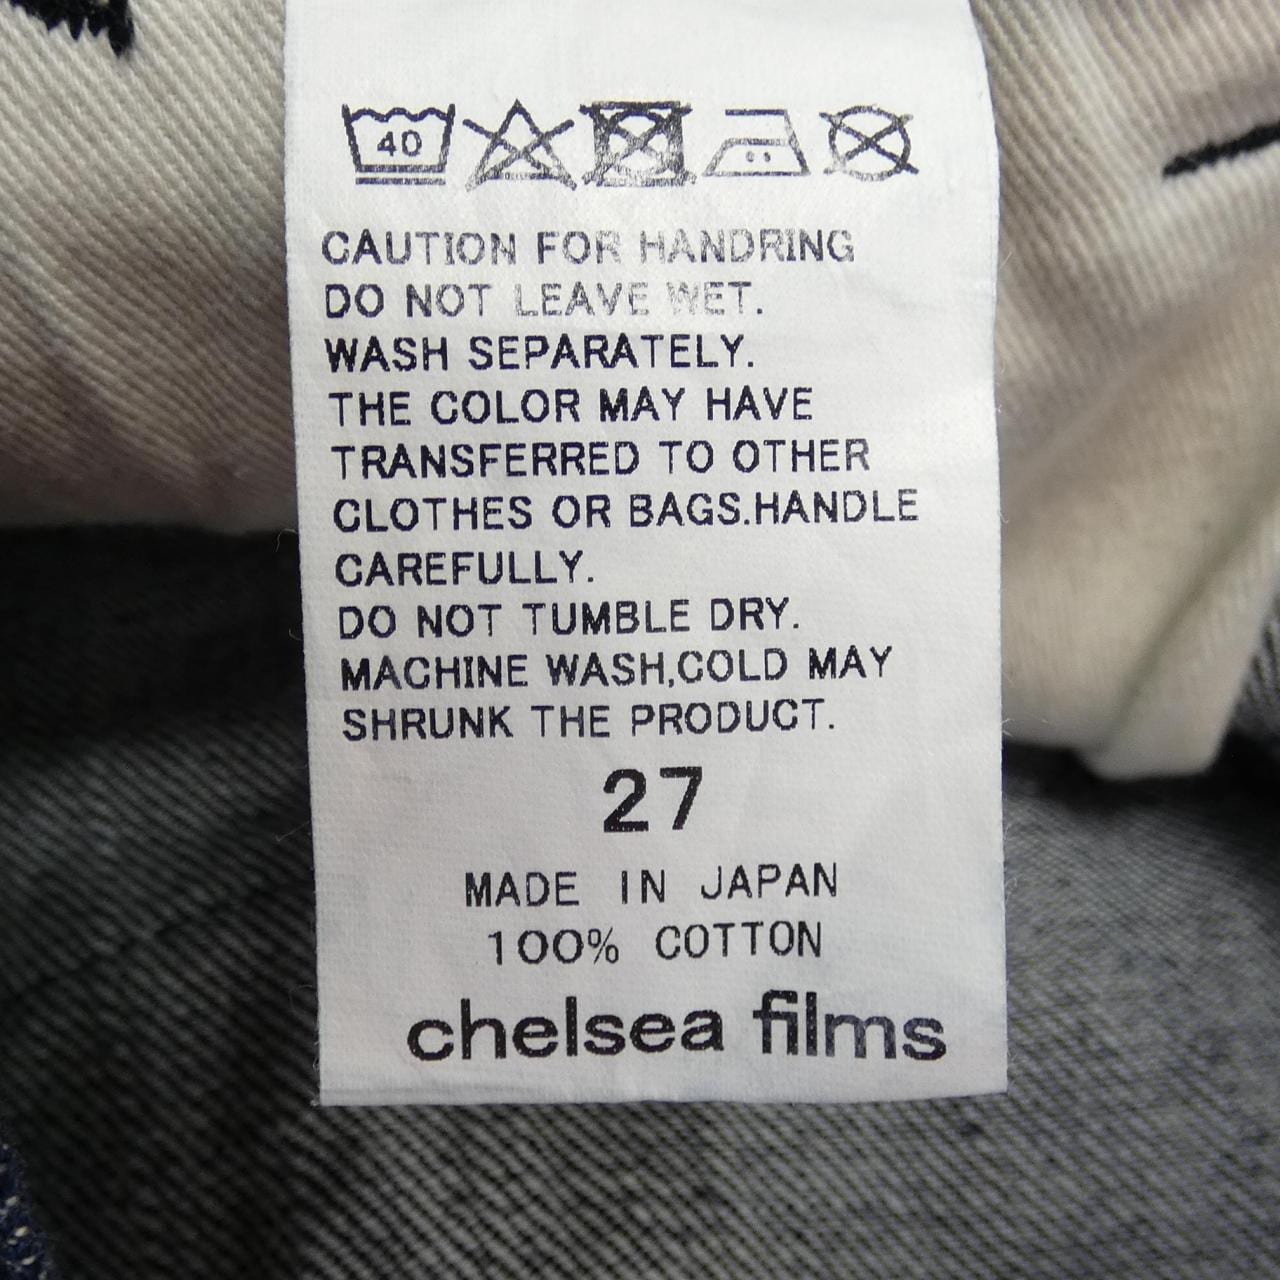 40
CAUTION FOR HANDRING
DO NOT LEAVE WET.
WASH SEPARATELY.
THE COLOR MAY HAVE
TRANSFERRED TO OTHER
CLOTHES OR BAGS.HANDLE
CAREFULLY.
DO NOT TUMBLE DRY.
MACHINE WASH,COLD MAY
SHRUNK THE PRODUCT.
27
MADE IN JAPAN
100% COTTON
chelsea films